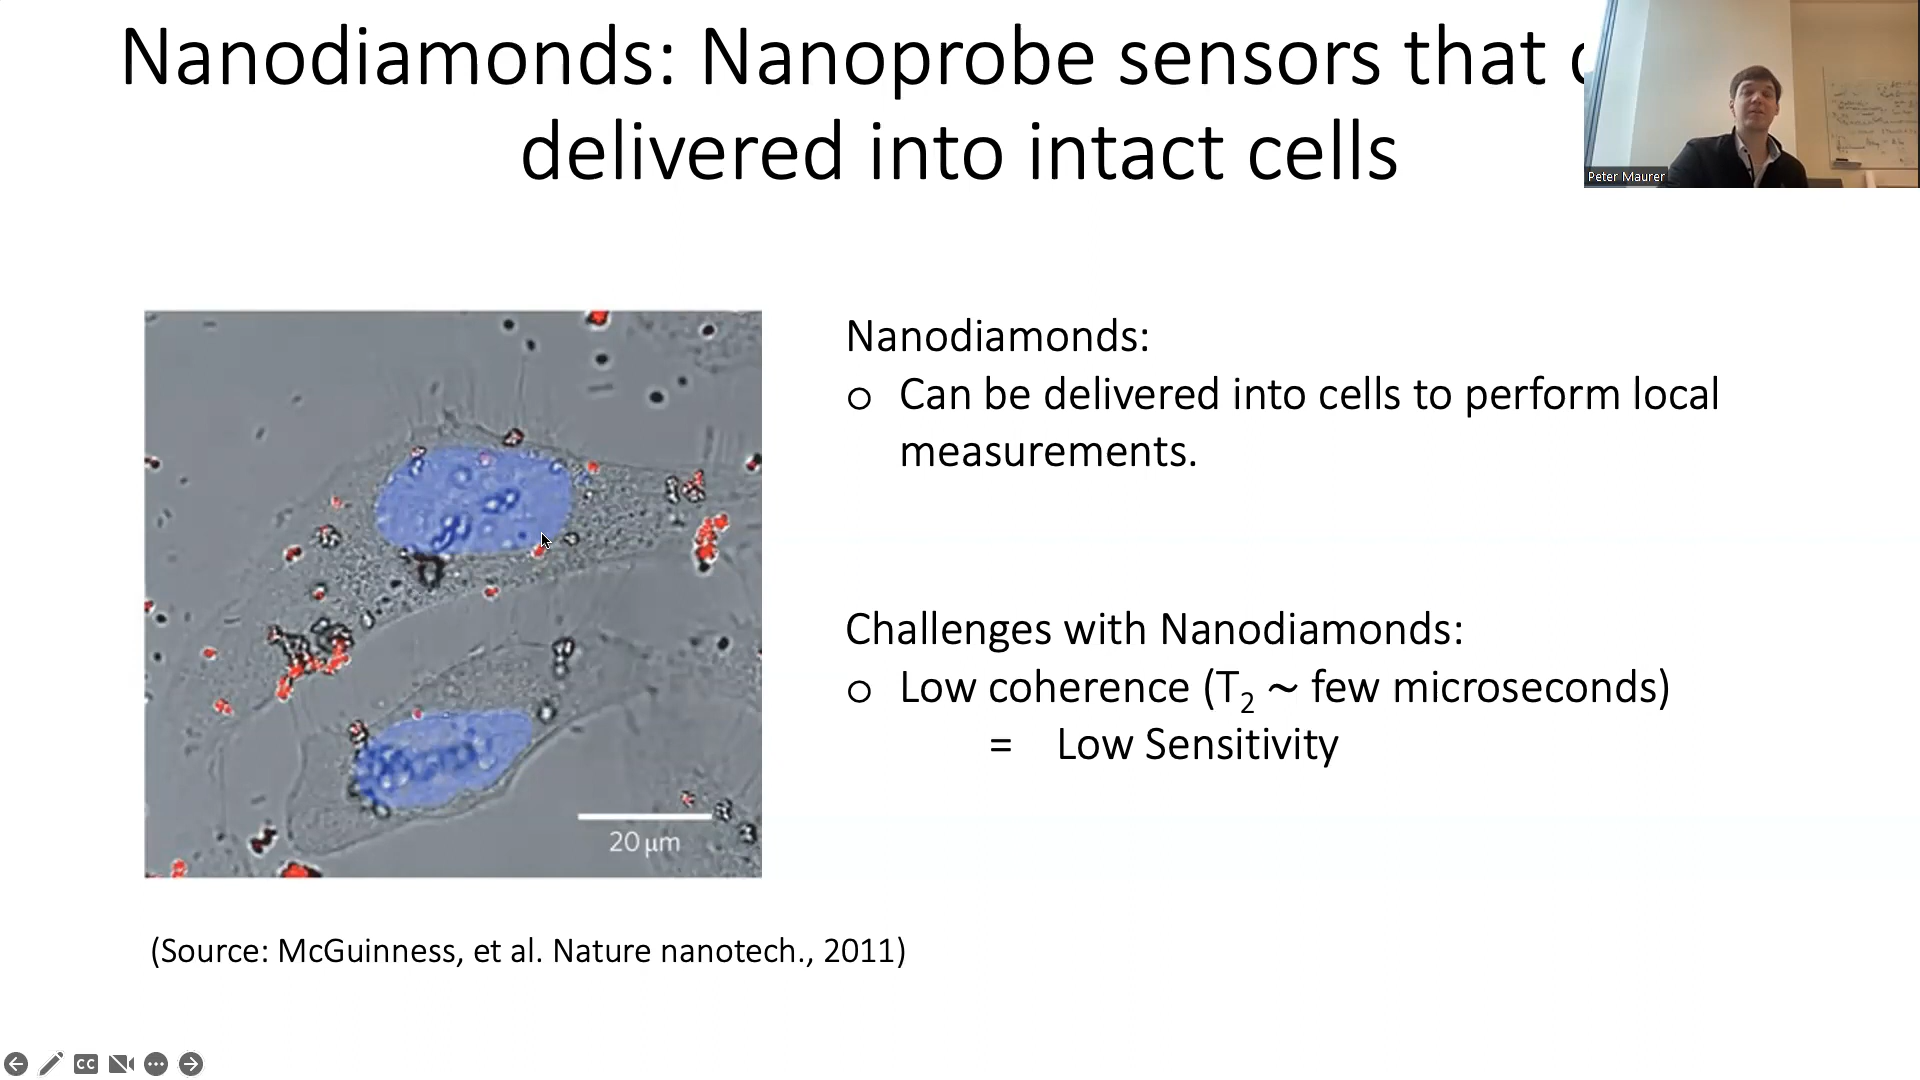 Nanodiamonds: Nanoprobe sensors that
delivered into intact cells
Peter Maurer
Nanodiamonds:
○ Can be delivered into cells to perform local
measurements.
Challenges with Nanodiamonds:
○ Low coherence (T₂ ~ few microseconds)
= Low Sensitivity
20 μm
(Source: McGuinness, et al. Nature nanotech., 2011)
CC